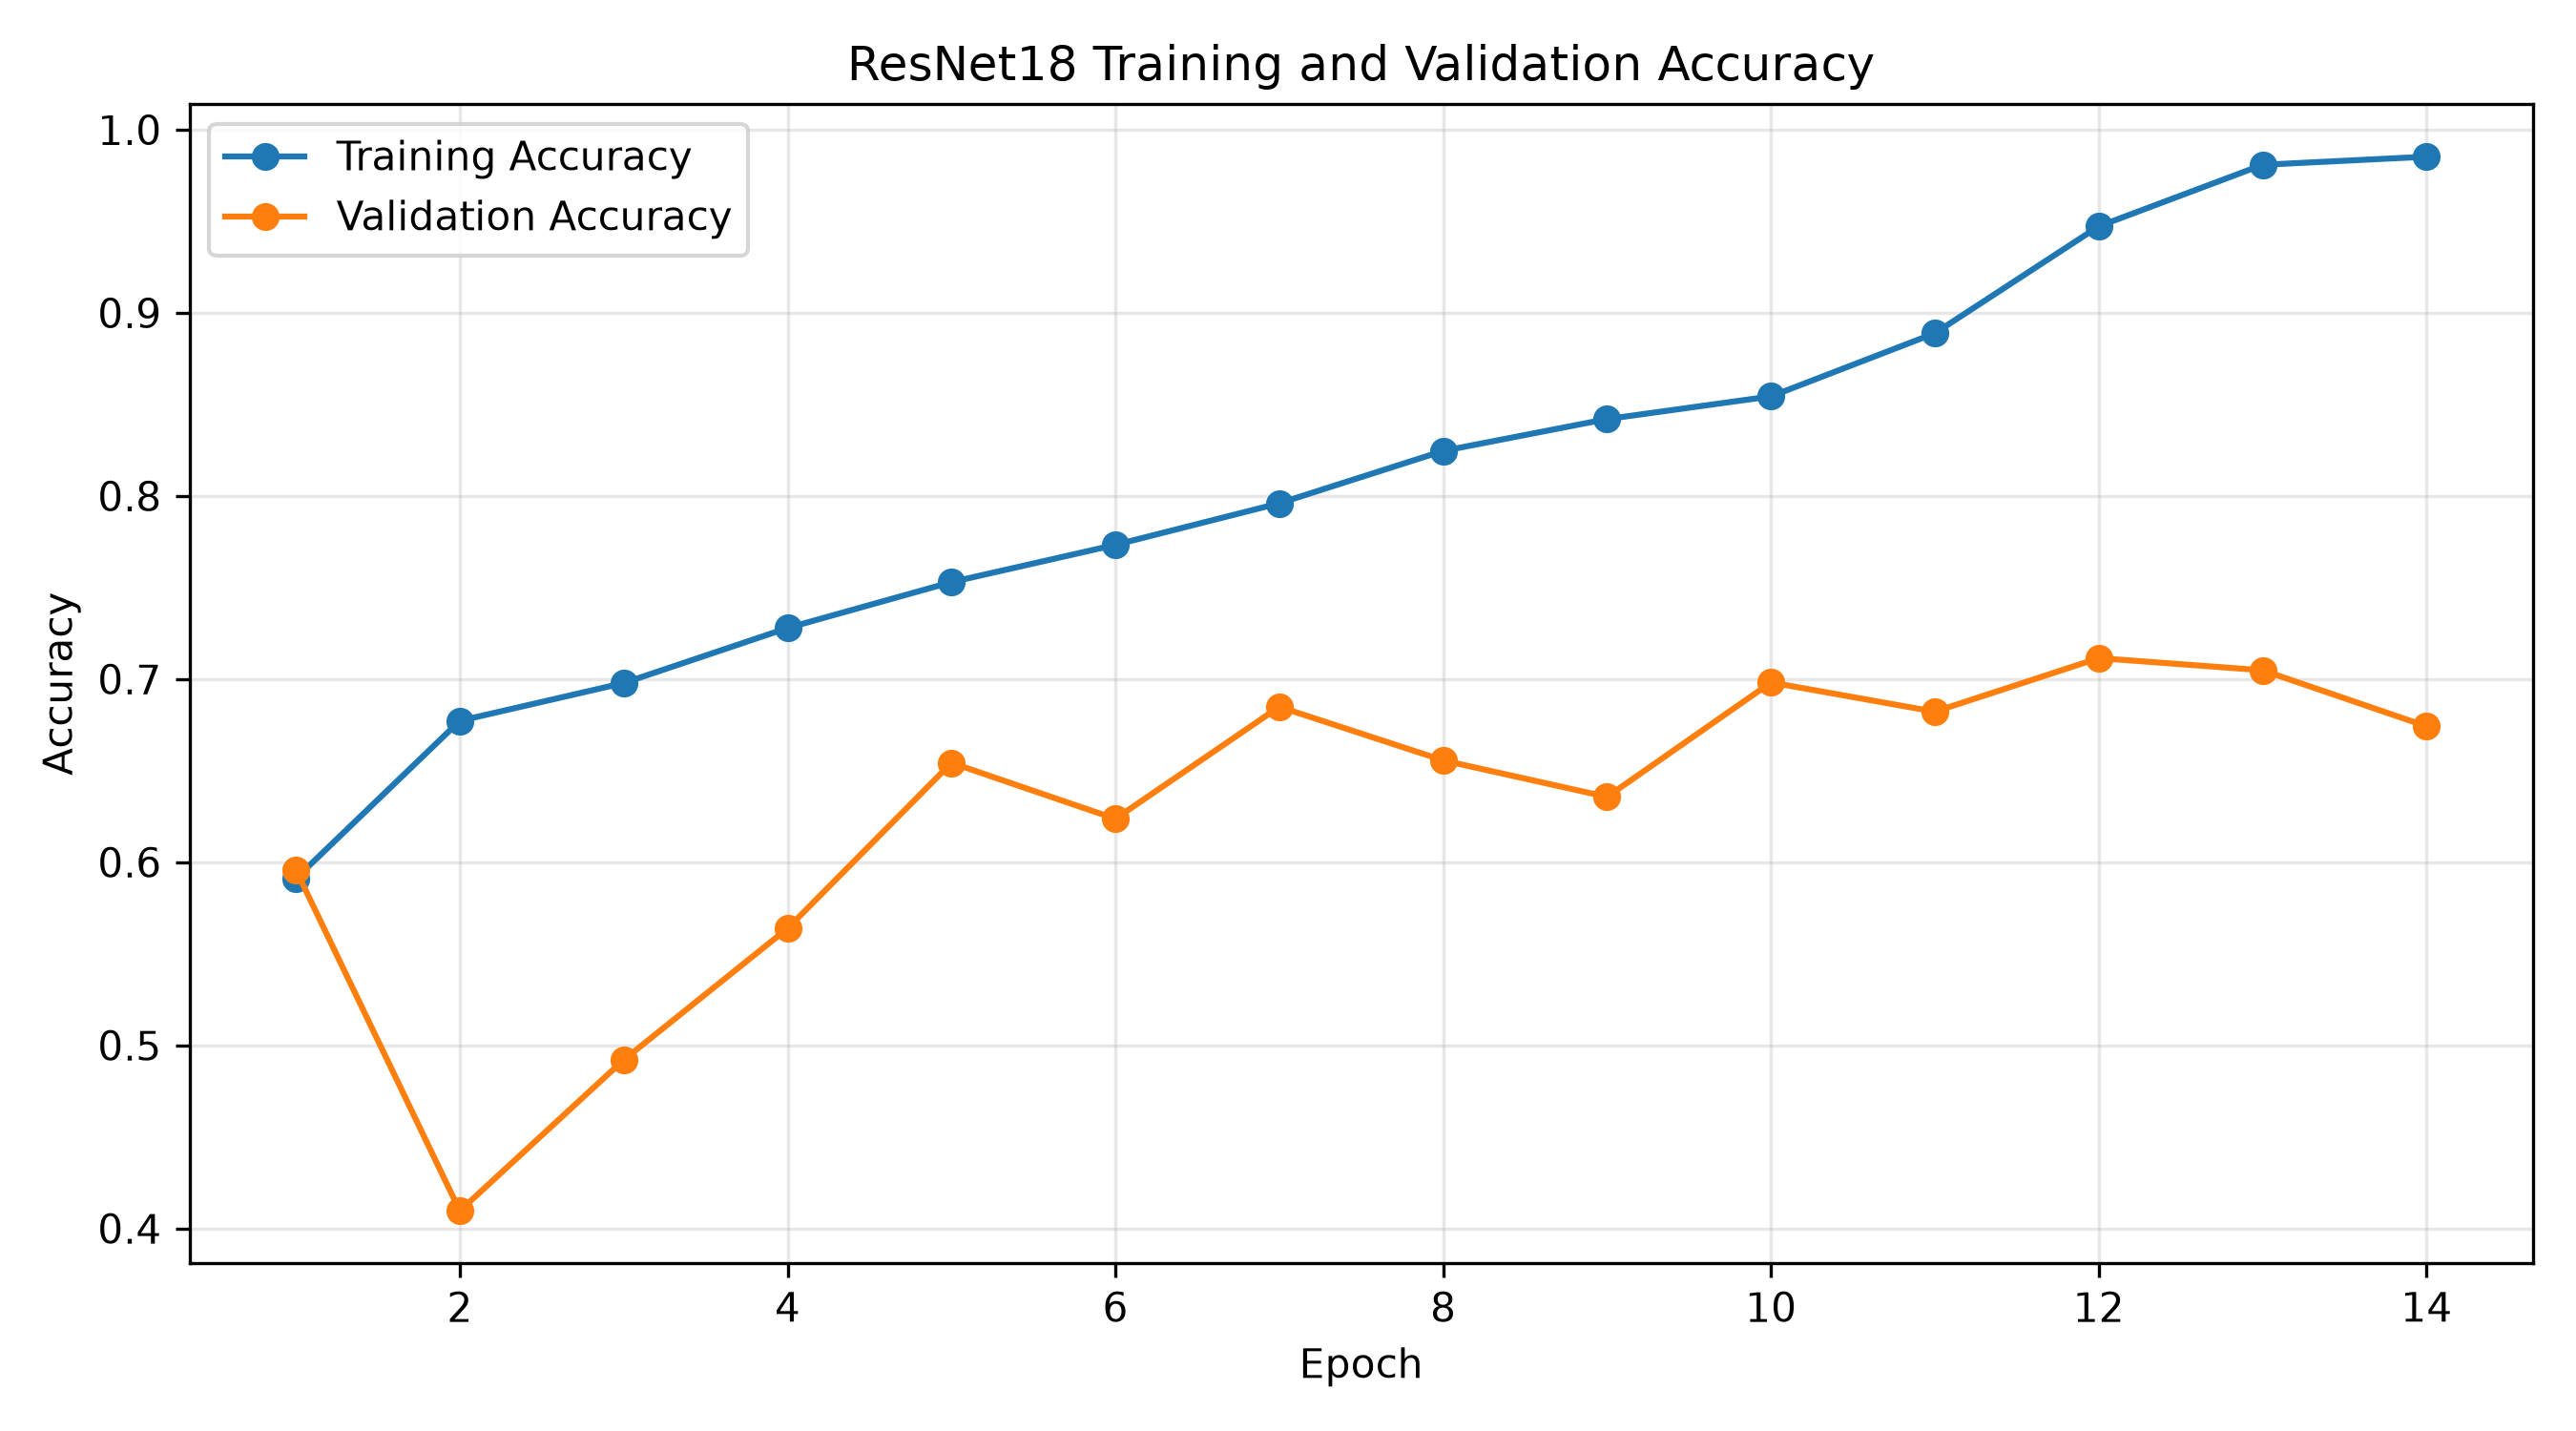 ResNet18 Training and Validation Accuracy
Training Accuracy
Validation Accuracy
Accuracy
1.0
0.9
0.8
0.7
0.6
0.5
0.4
2 4 6 8 10 12 14
Epoch